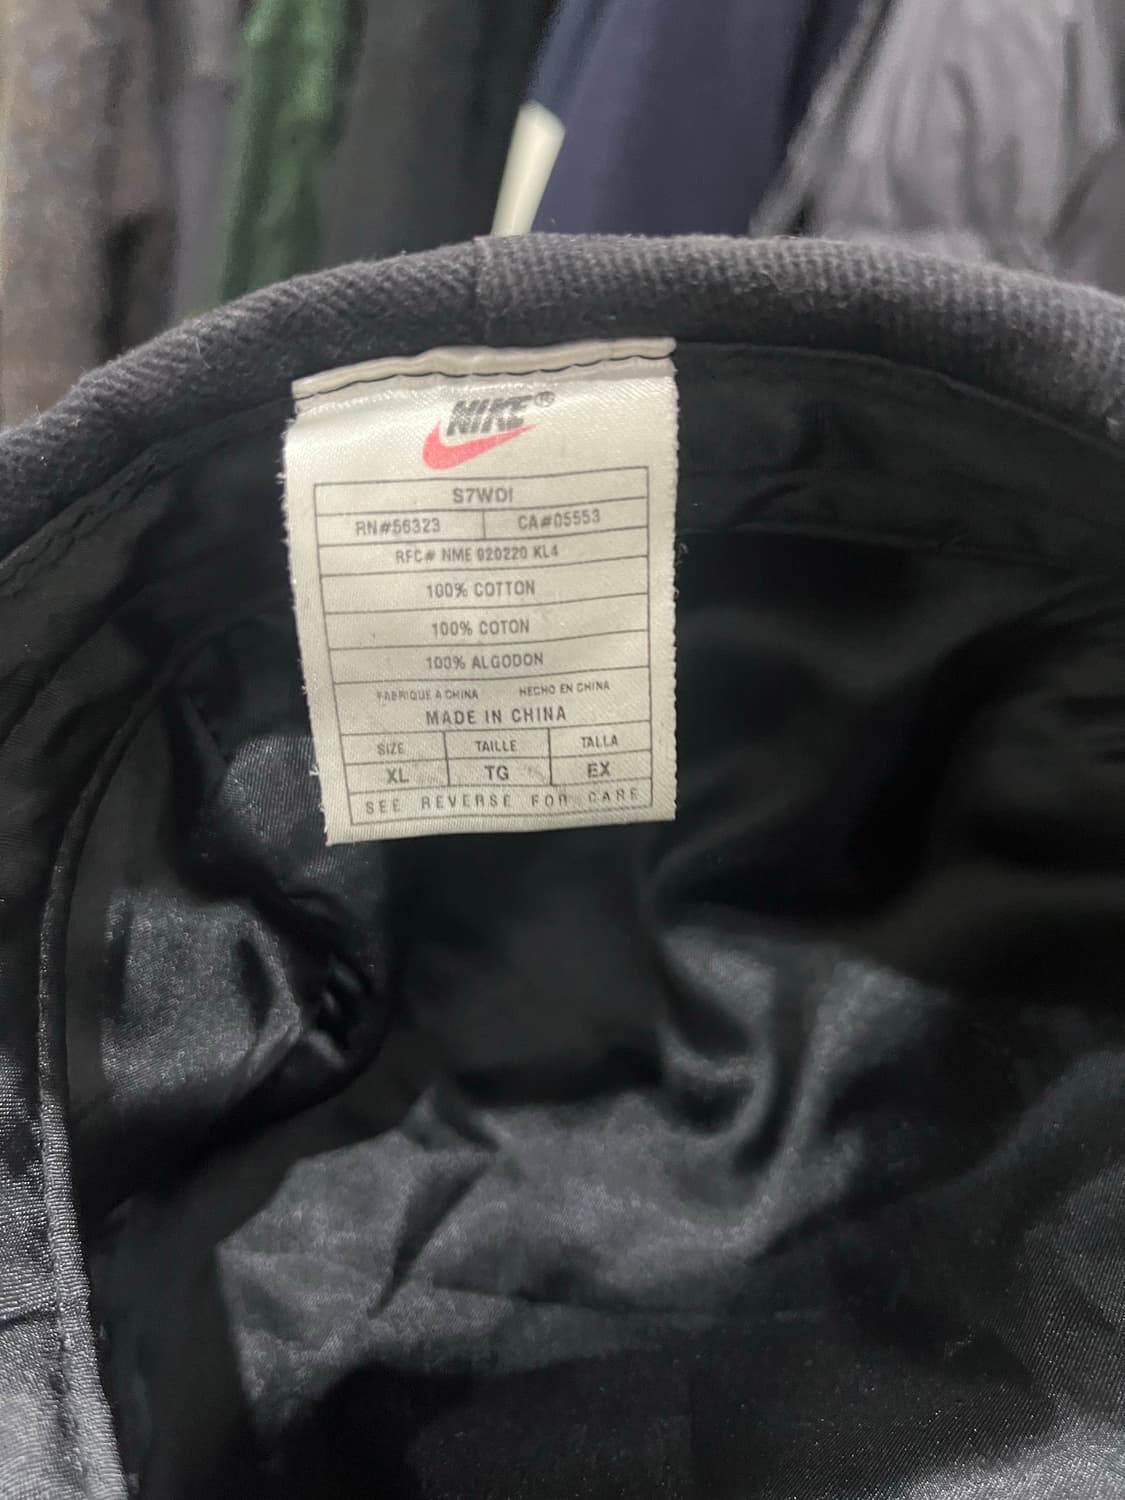 NIKE®
S7WDI
RN#56323 CA#05553
RFC# NME 920220 KL4
100% COTTON
100% COTON
100% ALGODON
FABRIQUE A CHINA HECHO EN CHINA
MADE IN CHINA
SIZE TAILLE TALLA
XL TG EX
SEE REVERSE FOR CARE